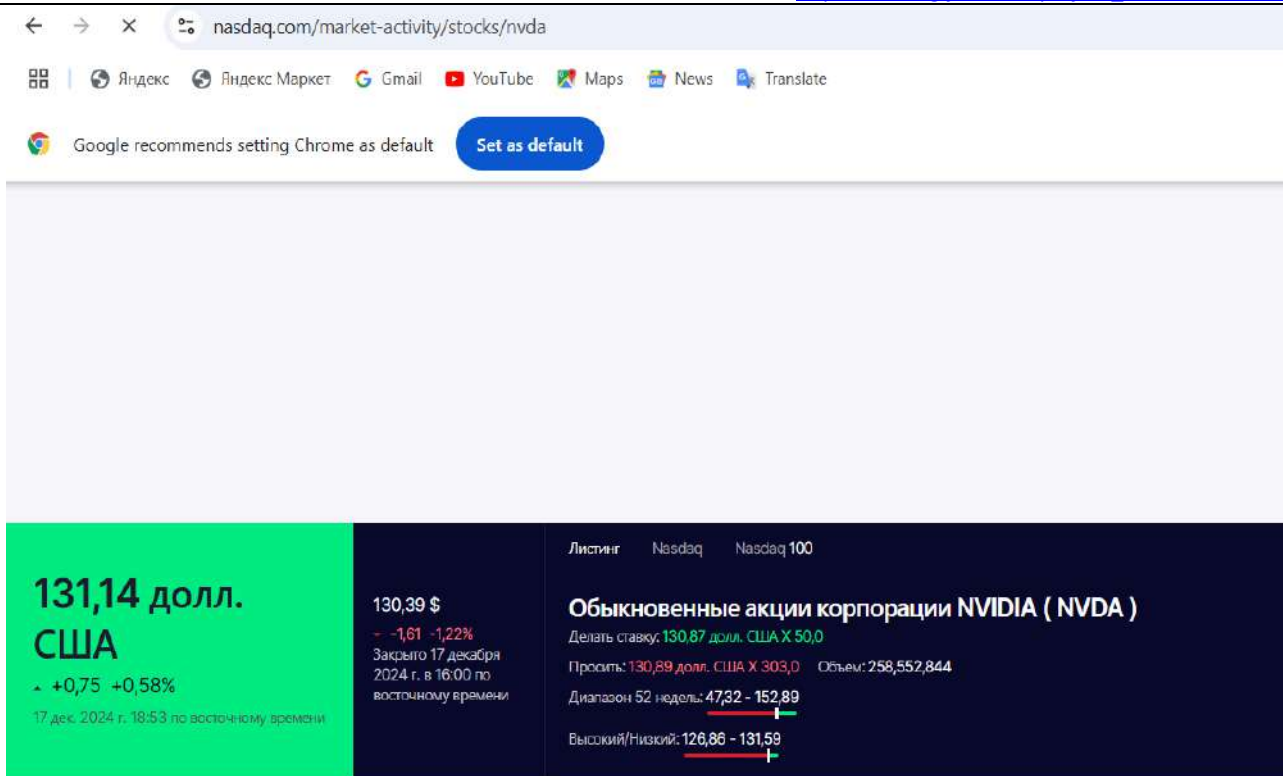 nasdaq.com/market-activity/stocks/nvda
Яндекс Яндекс Маркет Gmail YouTube Maps News Translate
Google recommends setting Chrome as default Set as default
131,14 долл.
США
+0,75 +0,58%
17 дек. 2024 г. 18:53 по восточному времени
130,39 $
-1,61 -1,22%
Закрыто 17 декабря
2024 г. в 16:00 по
восточному времени
Листинг Nasdaq Nasdaq 100
Обыкновенные акции корпорации NVIDIA ( NVDA )
Делать ставку: 130,87 долл. США X 50,0
Просить: 130,89 долл. США X 303,0 Объем: 258,552,844
Диапазон 52 недель: 47,32 - 152,89
Высокий/Низкий: 126,86 - 131,59